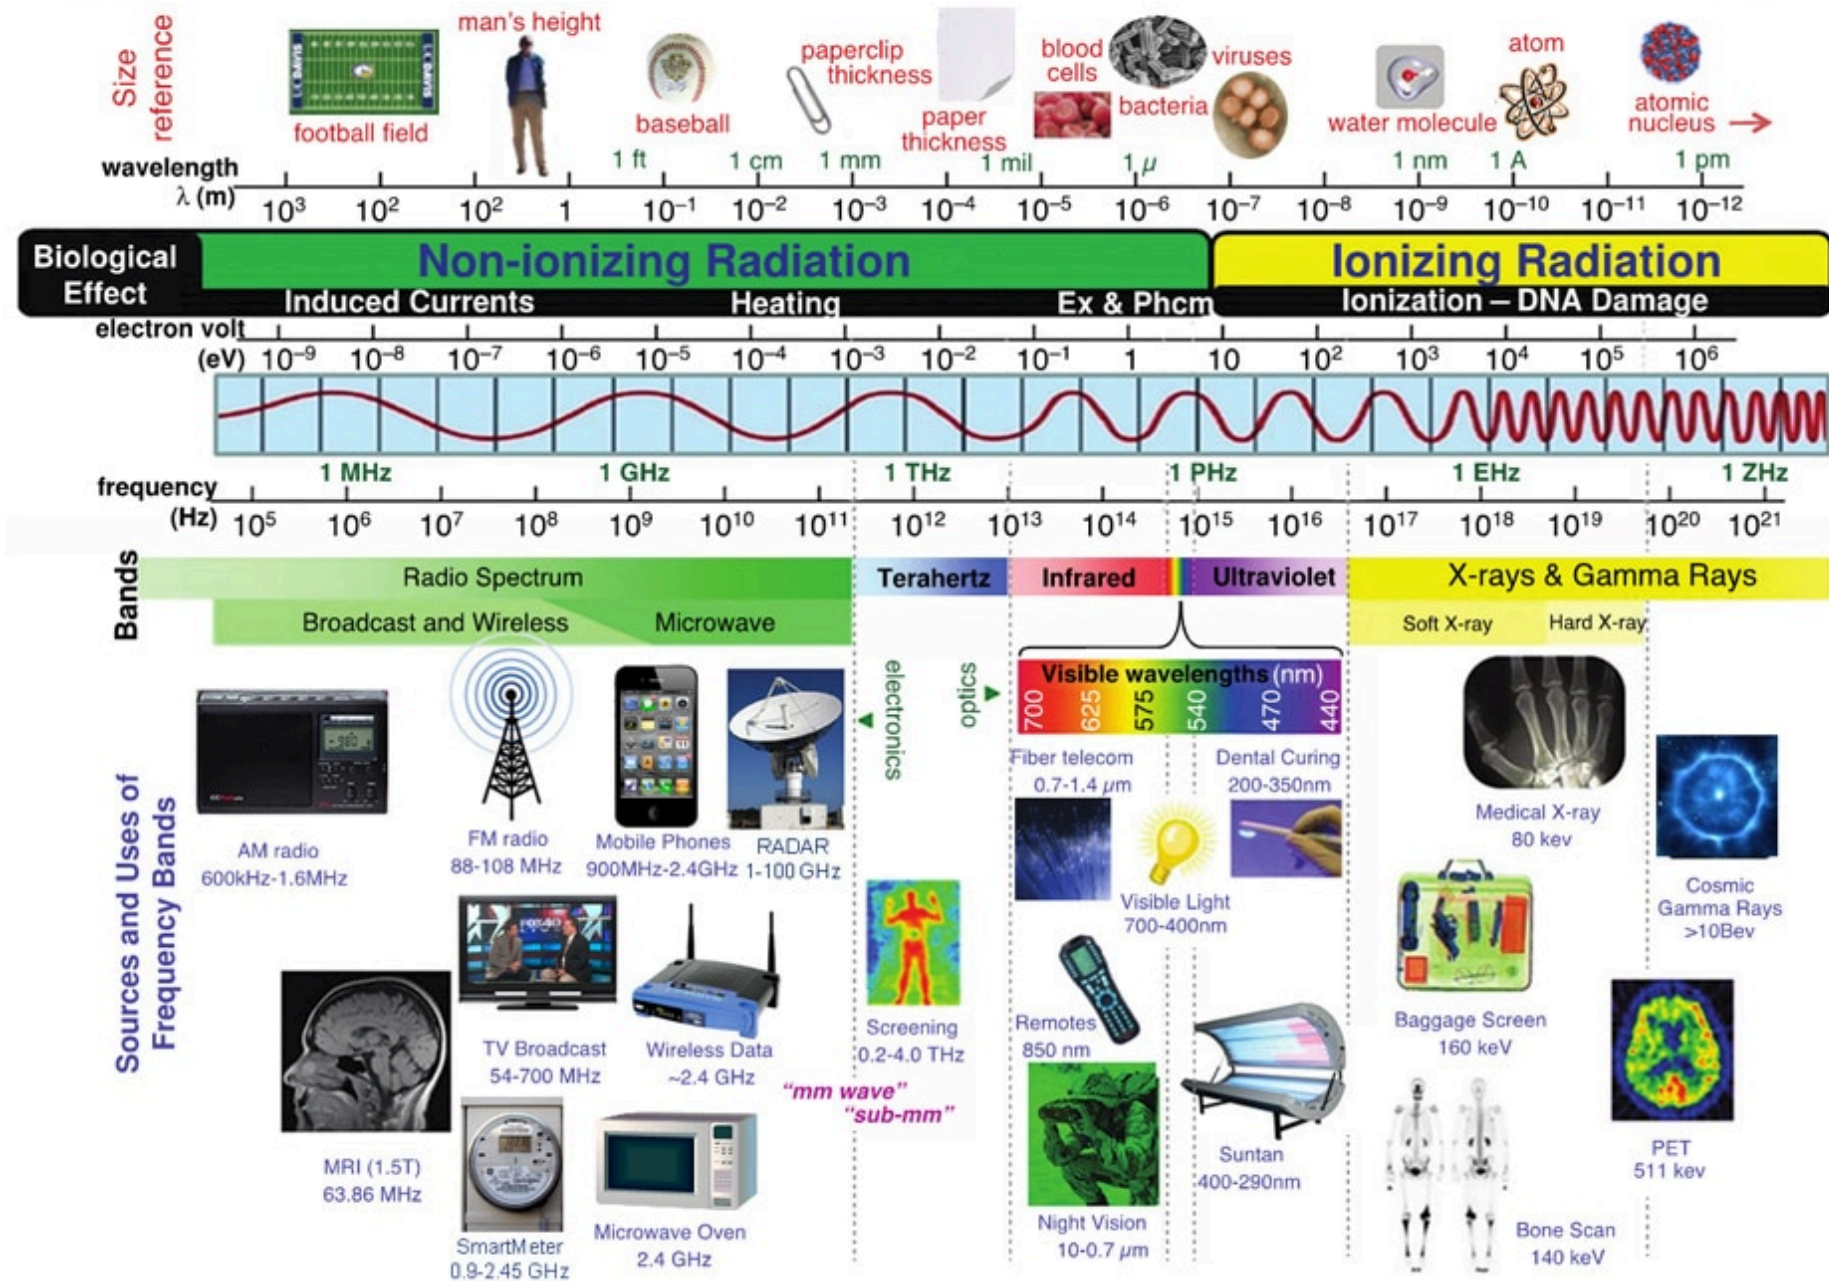 Size
reference
football field
man's height
baseball
paperclip
thickness
paper
thickness
blood
cells
bacteria
viruses
water molecule
atom
atomic
nucleus
UC DAVIS
UC DAVIS
wavelength
λ (m)
1 ft 1 cm 1 mm 1 mil 1 µ 1 nm 1 A 1 pm
10³ 10² 10² 1 10⁻¹ 10⁻² 10⁻³ 10⁻⁴ 10⁻⁵ 10⁻⁶ 10⁻⁷ 10⁻⁸ 10⁻⁹ 10⁻¹⁰ 10⁻¹¹ 10⁻¹²
Biological
Effect
Non-ionizing Radiation Ionizing Radiation
Induced Currents Heating Ex & Phcm Ionization – DNA Damage
electron volt
(eV) 10⁻⁹ 10⁻⁸ 10⁻⁷ 10⁻⁶ 10⁻⁵ 10⁻⁴ 10⁻³ 10⁻² 10⁻¹ 1 10 10² 10³ 10⁴ 10⁵ 10⁶
1 MHz 1 GHz 1 THz 1 PHz 1 EHz 1 ZHz
frequency
(Hz) 10⁵ 10⁶ 10⁷ 10⁸ 10⁹ 10¹⁰ 10¹¹ 10¹² 10¹³ 10¹⁴ 10¹⁵ 10¹⁶ 10¹⁷ 10¹⁸ 10¹⁹ 10²⁰ 10²¹
Bands
Radio Spectrum Terahertz Infrared Ultraviolet X-rays & Gamma Rays
Broadcast and Wireless Microwave Soft X-ray Hard X-ray
electronics
optics
Visible wavelengths (nm)
700 625 575 540 470 440
Sources and Uses of
Frequency Bands
AM radio
600kHz-1.6MHz
FM radio
88-108 MHz
Mobile Phones
900MHz-2.4GHz
RADAR
1-100 GHz
Fiber telecom
0.7-1.4 µm
Dental Curing
200-350nm
Medical X-ray
80 kev
Visible Light
700-400nm
Cosmic
Gamma Rays
>10Bev
TV Broadcast
54-700 MHz
Wireless Data
~2.4 GHz
Screening
0.2-4.0 THz
Remotes
850 nm
Baggage Screen
160 keV
"mm wave"
"sub-mm"
MRI (1.5T)
63.86 MHz
SmartMeter
0.9-2.45 GHz
Microwave Oven
2.4 GHz
Night Vision
10-0.7 µm
Suntan
400-290nm
PET
511 kev
Bone Scan
140 keV